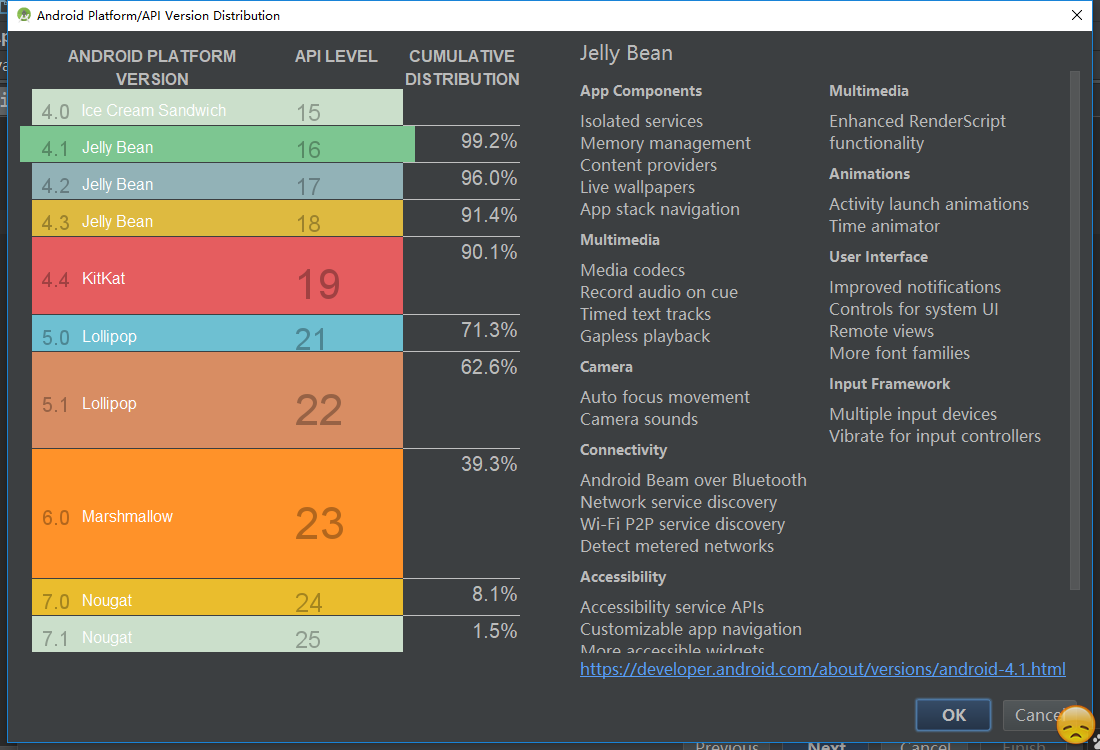 Android Platform/API Version Distribution
ANDROID PLATFORM
VERSION
API LEVEL
CUMULATIVE
DISTRIBUTION
4.0 Ice Cream Sandwich 15
4.1 Jelly Bean 16
99.2%
4.2 Jelly Bean 17
96.0%
4.3 Jelly Bean 18
91.4%
4.4 KitKat 19
90.1%
5.0 Lollipop 21
71.3%
5.1 Lollipop 22
62.6%
6.0 Marshmallow 23
39.3%
7.0 Nougat 24
8.1%
7.1 Nougat 25
1.5%
Jelly Bean
App Components
Isolated services
Memory management
Content providers
Live wallpapers
App stack navigation
Multimedia
Media codecs
Record audio on cue
Timed text tracks
Gapless playback
Camera
Auto focus movement
Camera sounds
Connectivity
Android Beam over Bluetooth
Network service discovery
Wi-Fi P2P service discovery
Detect metered networks
Accessibility
Accessibility service APIs
Customizable app navigation
More accessible widgets
Multimedia
Enhanced RenderScript
functionality
Animations
Activity launch animations
Time animator
User Interface
Improved notifications
Controls for system UI
Remote views
More font families
Input Framework
Multiple input devices
Vibrate for input controllers
https://developer.android.com/about/versions/android-4.1.html
OK
Cancel
Previous
Next
Cancel
Finish